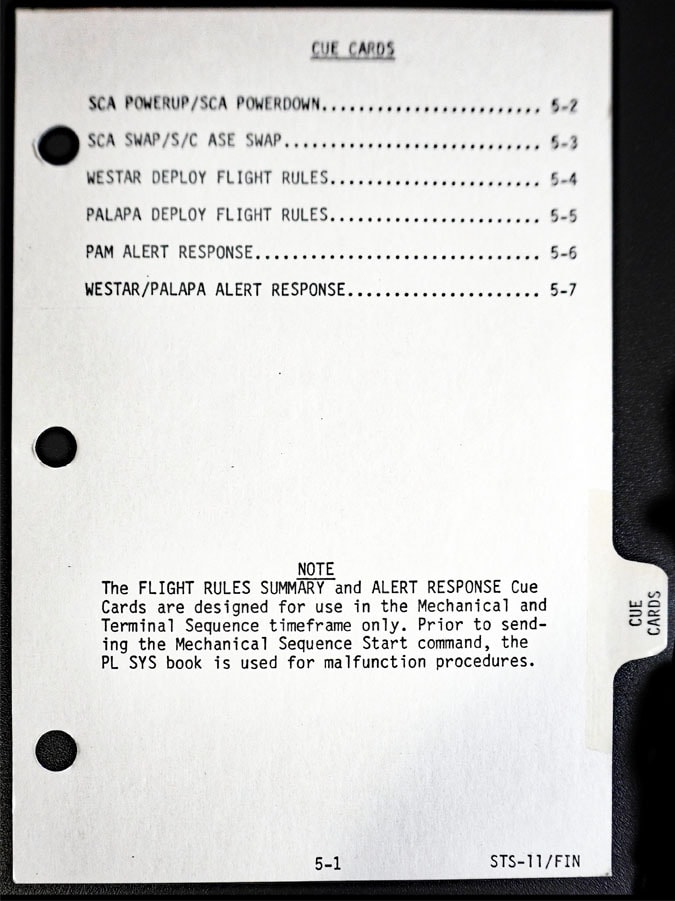 CUE CARDS
SCA POWERUP/SCA POWERDOWN........................ 5-2
SCA SWAP/S/C ASE SWAP............................ 5-3
WESTAR DEPLOY FLIGHT RULES....................... 5-4
PALAPA DEPLOY FLIGHT RULES....................... 5-5
PAM ALERT RESPONSE............................... 5-6
WESTAR/PALAPA ALERT RESPONSE..................... 5-7
NOTE
The FLIGHT RULES SUMMARY and ALERT RESPONSE Cue
Cards are designed for use in the Mechanical and
Terminal Sequence timeframe only. Prior to send-
ing the Mechanical Sequence Start command, the
PL SYS book is used for malfunction procedures.
CUE
CARDS
5-1 STS-11/FIN